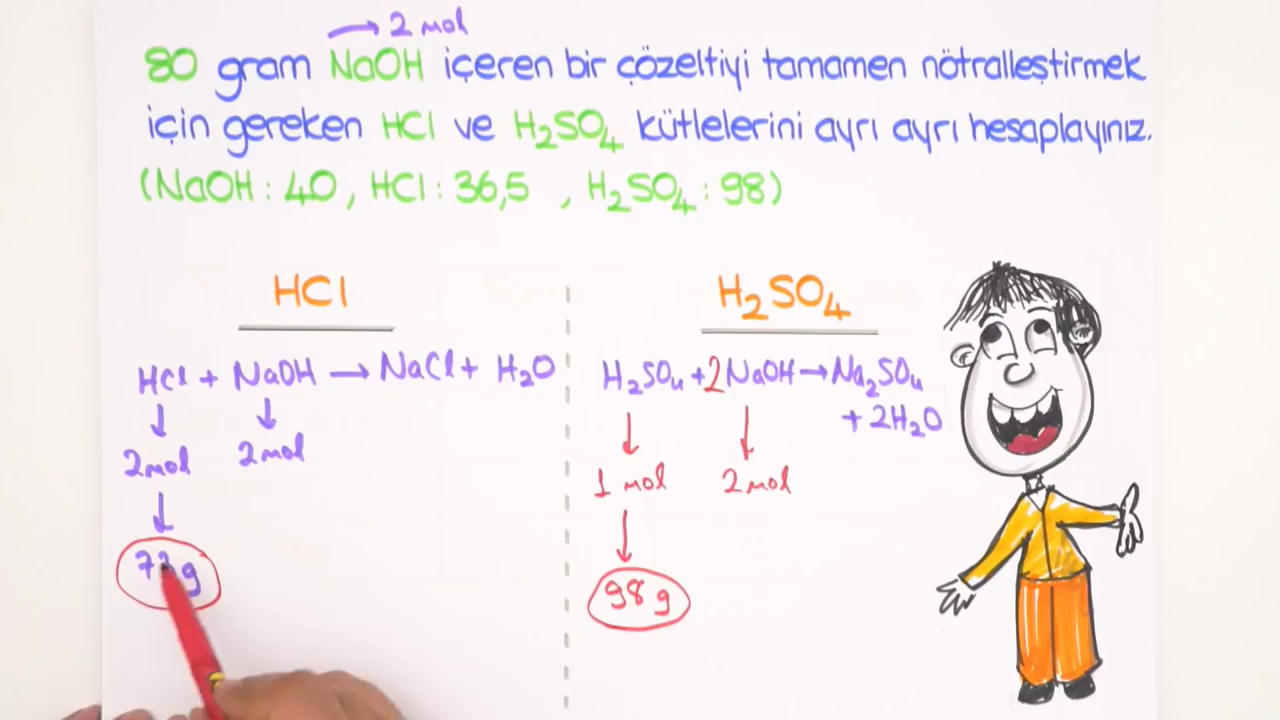 → 2 mol
80 gram NaOH içeren bir çözeltiyi tamamen nötralleştirmek
için gereken HCl ve H₂SO₄ kütlelerini ayrı ayrı hesaplayınız.
(NaOH : 40 , HCl : 36,5 , H₂SO₄ : 98)
HCl
HCl + NaOH → NaCl + H₂O
2mol 2mol
g
H₂SO₄
H₂SO₄ + 2NaOH → Na₂SO₄
+ 2H₂O
1 mol 2 mol
98 g